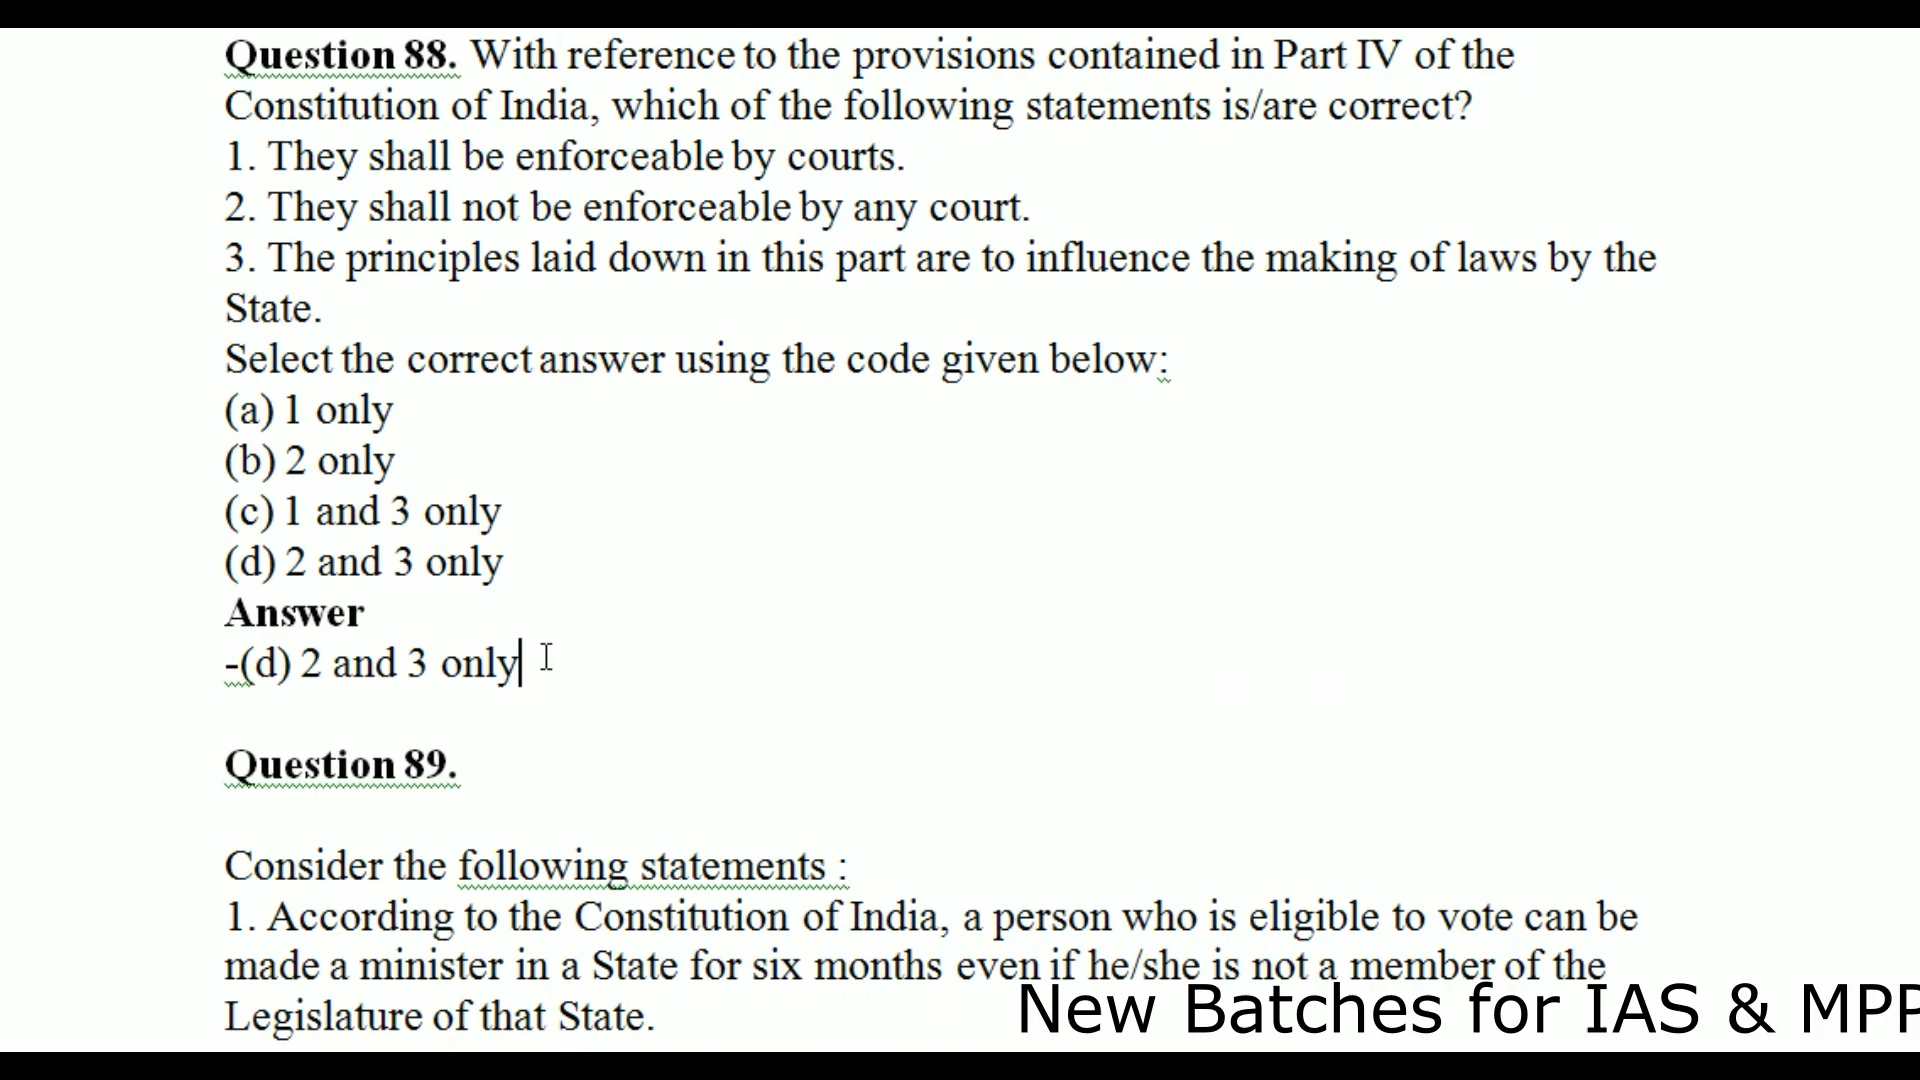 Question 88. With reference to the provisions contained in Part IV of the
Constitution of India, which of the following statements is/are correct?
1. They shall be enforceable by courts.
2. They shall not be enforceable by any court.
3. The principles laid down in this part are to influence the making of laws by the
State.
Select the correct answer using the code given below:
(a) 1 only
(b) 2 only
(c) 1 and 3 only
(d) 2 and 3 only
Answer
-(d) 2 and 3 only
Question 89.
Consider the following statements :
1. According to the Constitution of India, a person who is eligible to vote can be
made a minister in a State for six months even if he/she is not a member of the
Legislature of that State.
New Batches for IAS & MPP